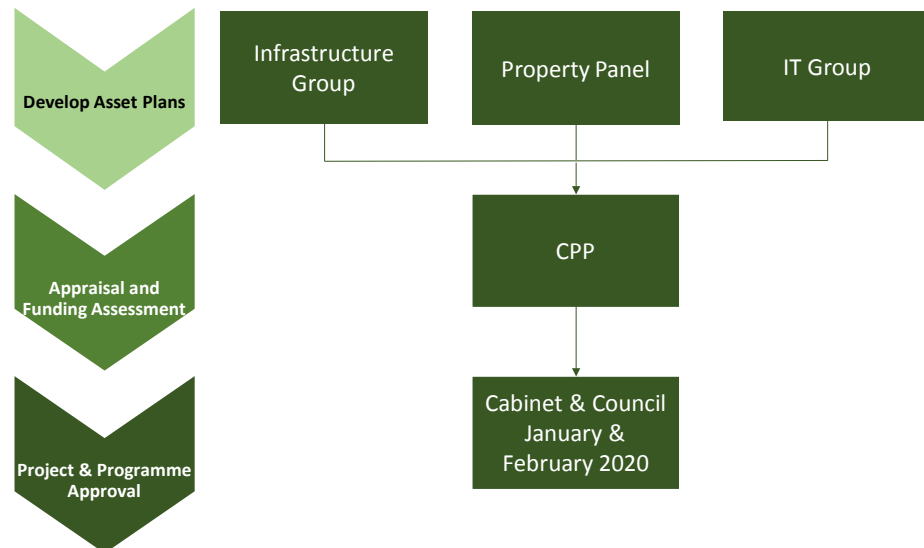 Develop Asset Plans
Infrastructure
Group
Property Panel
IT Group
Appraisal and
Funding Assessment
CPP
Project & Programme
Approval
Cabinet & Council
January &
February 2020